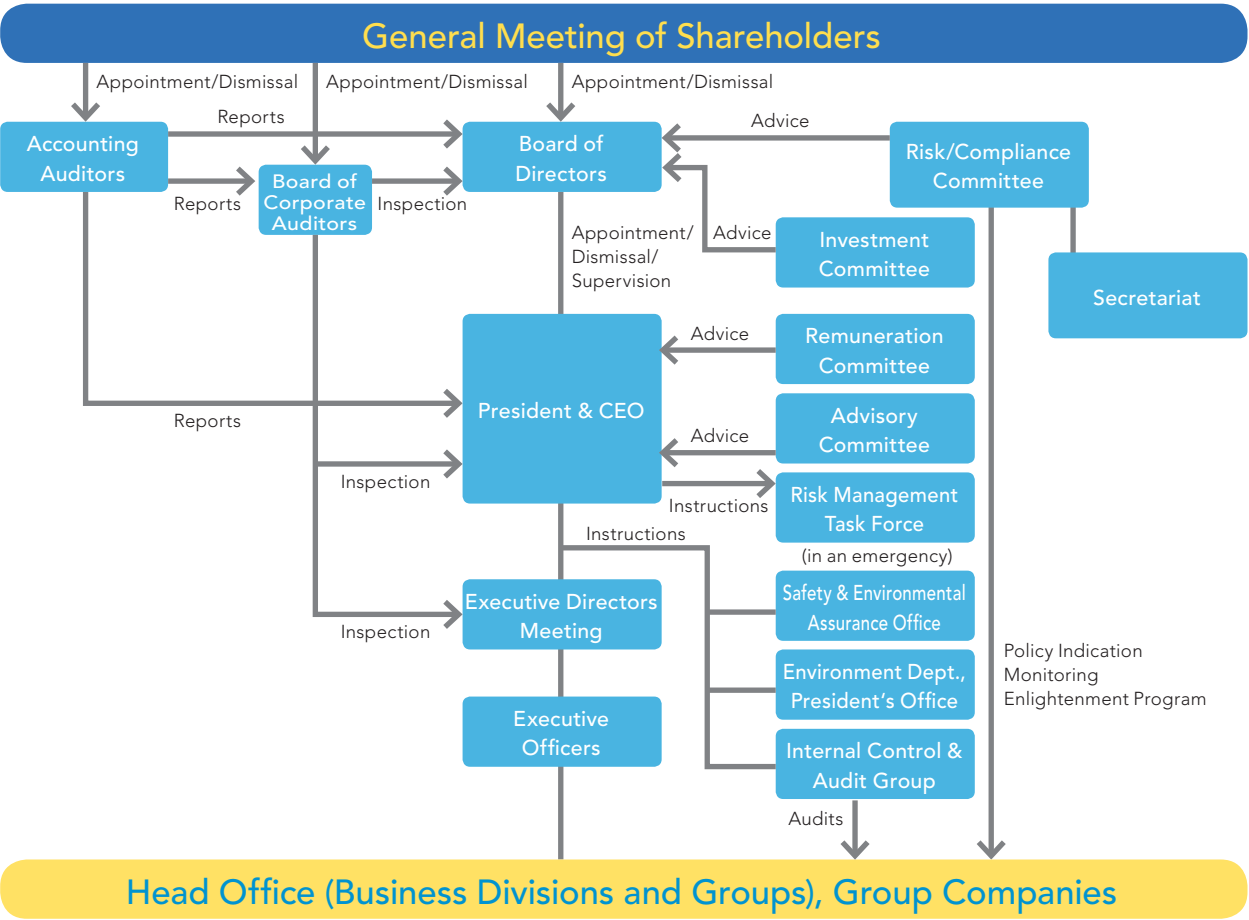 General Meeting of Shareholders
Appointment/Dismissal
Appointment/Dismissal
Appointment/Dismissal
Reports
Advice
Accounting
Auditors
Board of
Directors
Risk/Compliance
Committee
Board of
Corporate
Auditors
Reports
Inspection
Appointment/
Dismissal/
Supervision
Advice
Investment
Committee
Secretariat
President & CEO
Advice
Remuneration
Committee
Reports
Advice
Advisory
Committee
Inspection
Instructions
Risk Management
Task Force
(in an emergency)
Instructions
Safety & Environmental
Assurance Office
Executive Directors
Meeting
Inspection
Environment Dept.,
President's Office
Policy Indication
Monitoring
Enlightenment Program
Executive
Officers
Internal Control &
Audit Group
Audits
Head Office (Business Divisions and Groups), Group Companies